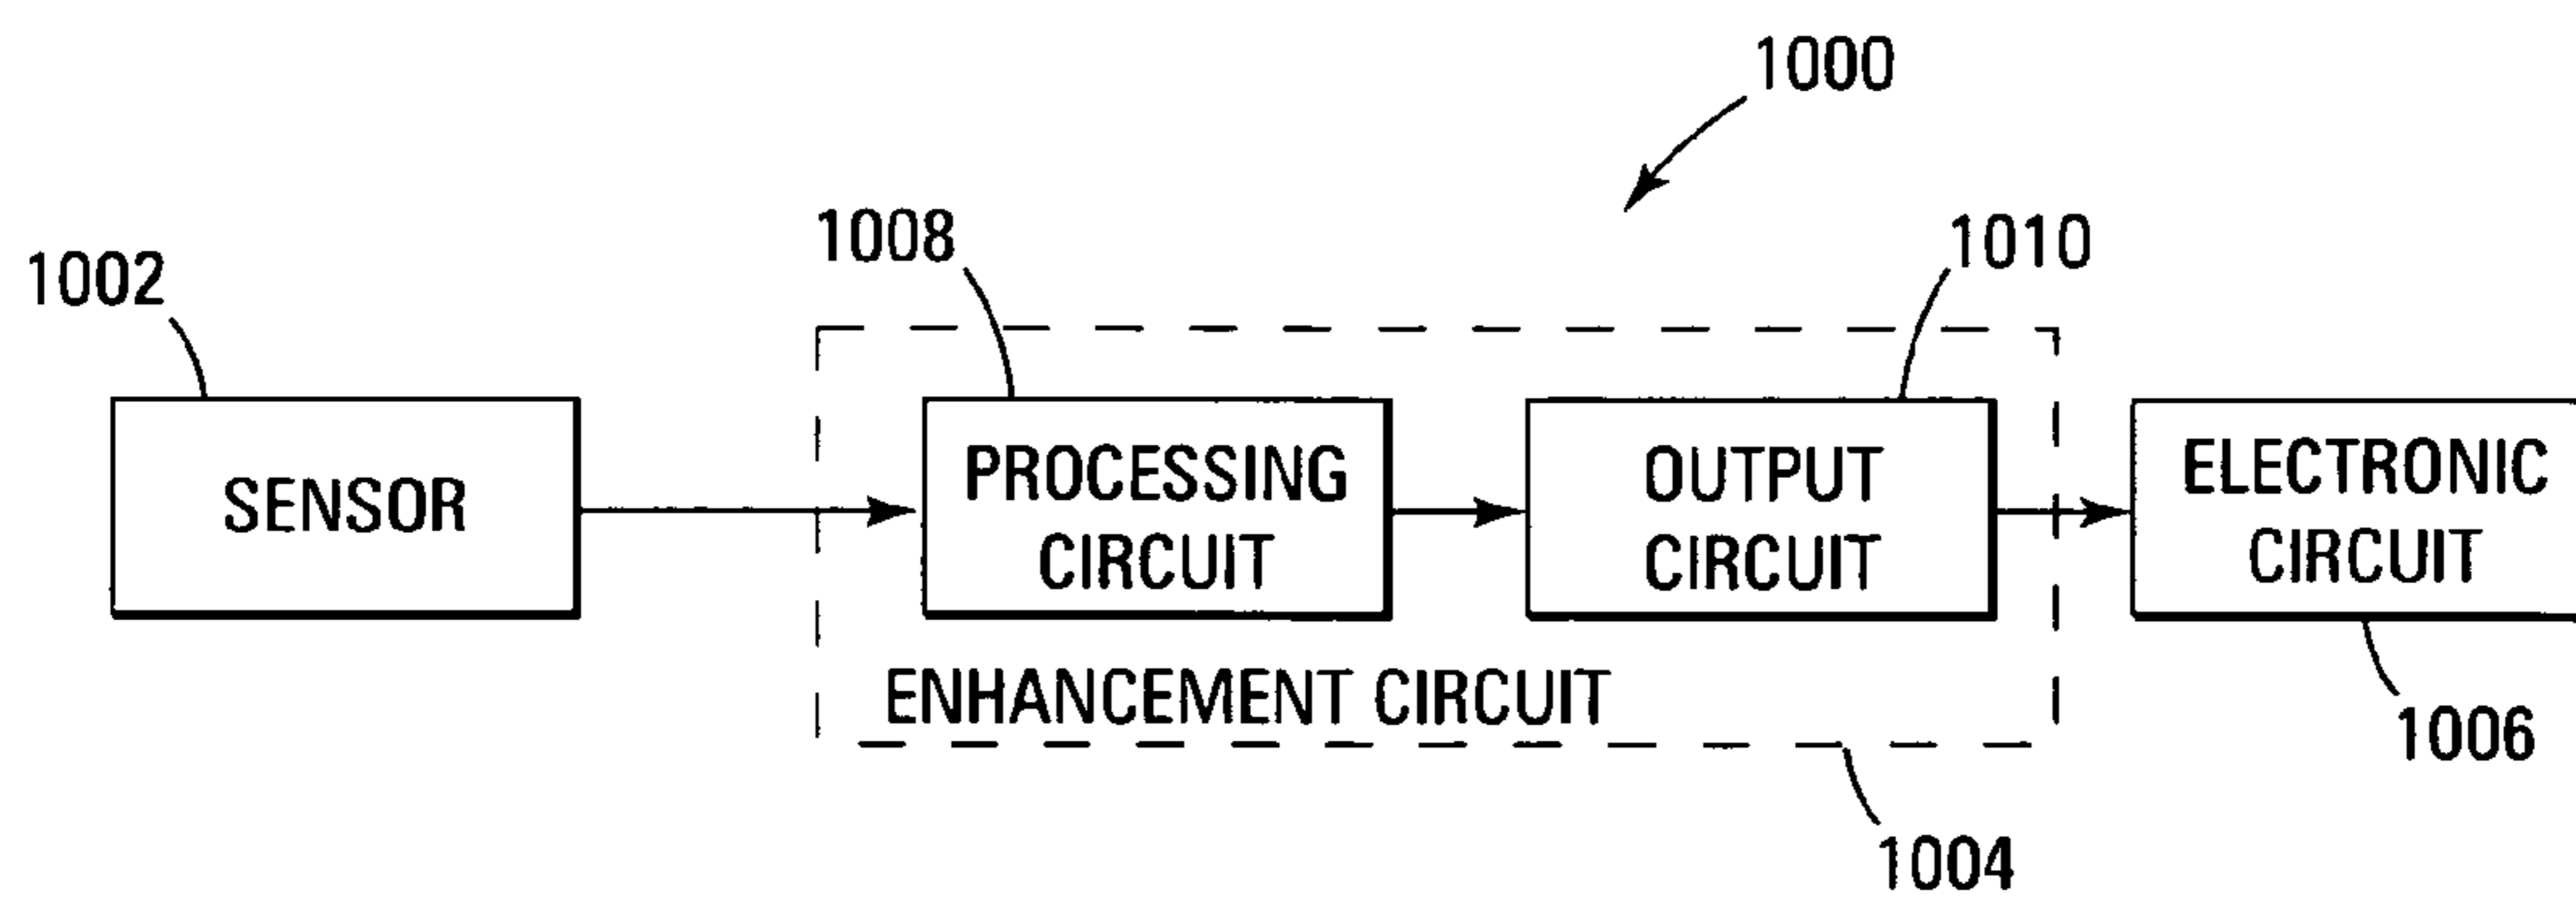 1000
1008
1010
1002
SENSOR
PROCESSING
CIRCUIT
OUTPUT
CIRCUIT
ELECTRONIC
CIRCUIT
ENHANCEMENT CIRCUIT
1006
1004